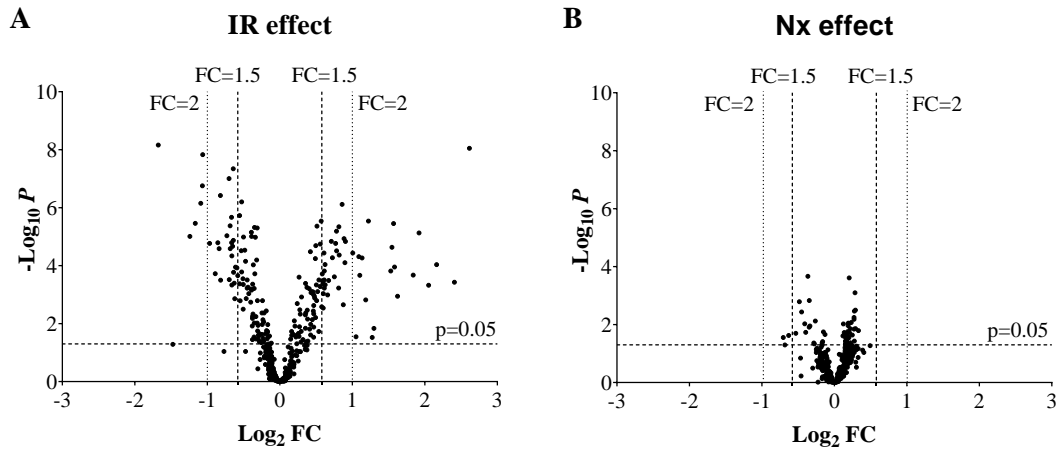 A
IR effect
FC=1.5
FC=1.5
FC=2
FC=2
10
8
6
4
2
0
-Log10 P
p=0.05
-3
-2
-1
0
1
2
3
Log2 FC
B
Nx effect
FC=1.5
FC=1.5
FC=2
FC=2
10
8
6
4
2
0
-Log10 P
p=0.05
-3
-2
-1
0
1
2
3
Log2 FC